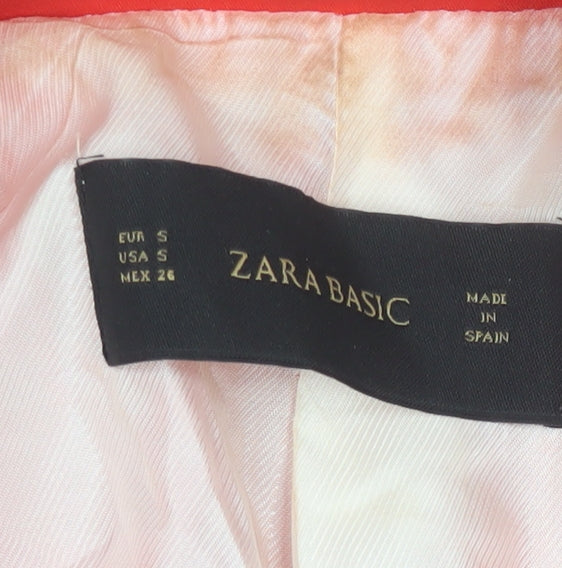 EUR S
USA S
MEX 26
ZARA BASIC
MADE
IN
SPAIN